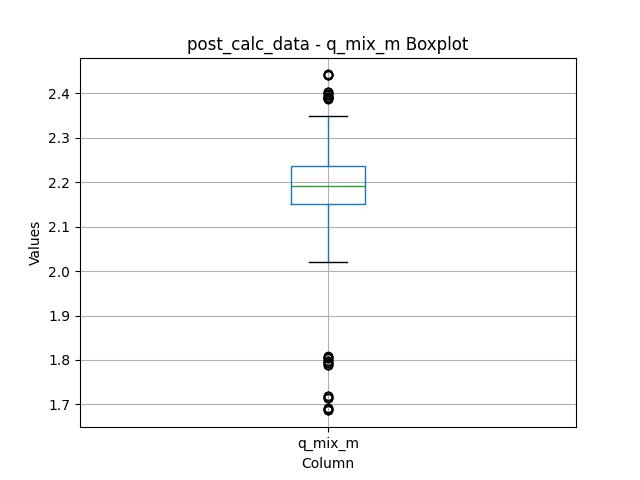 post_calc_data - q_mix_m Boxplot
2.4
2.3
2.2
2.1
2.0
1.9
1.8
1.7
Values
q_mix_m
Column